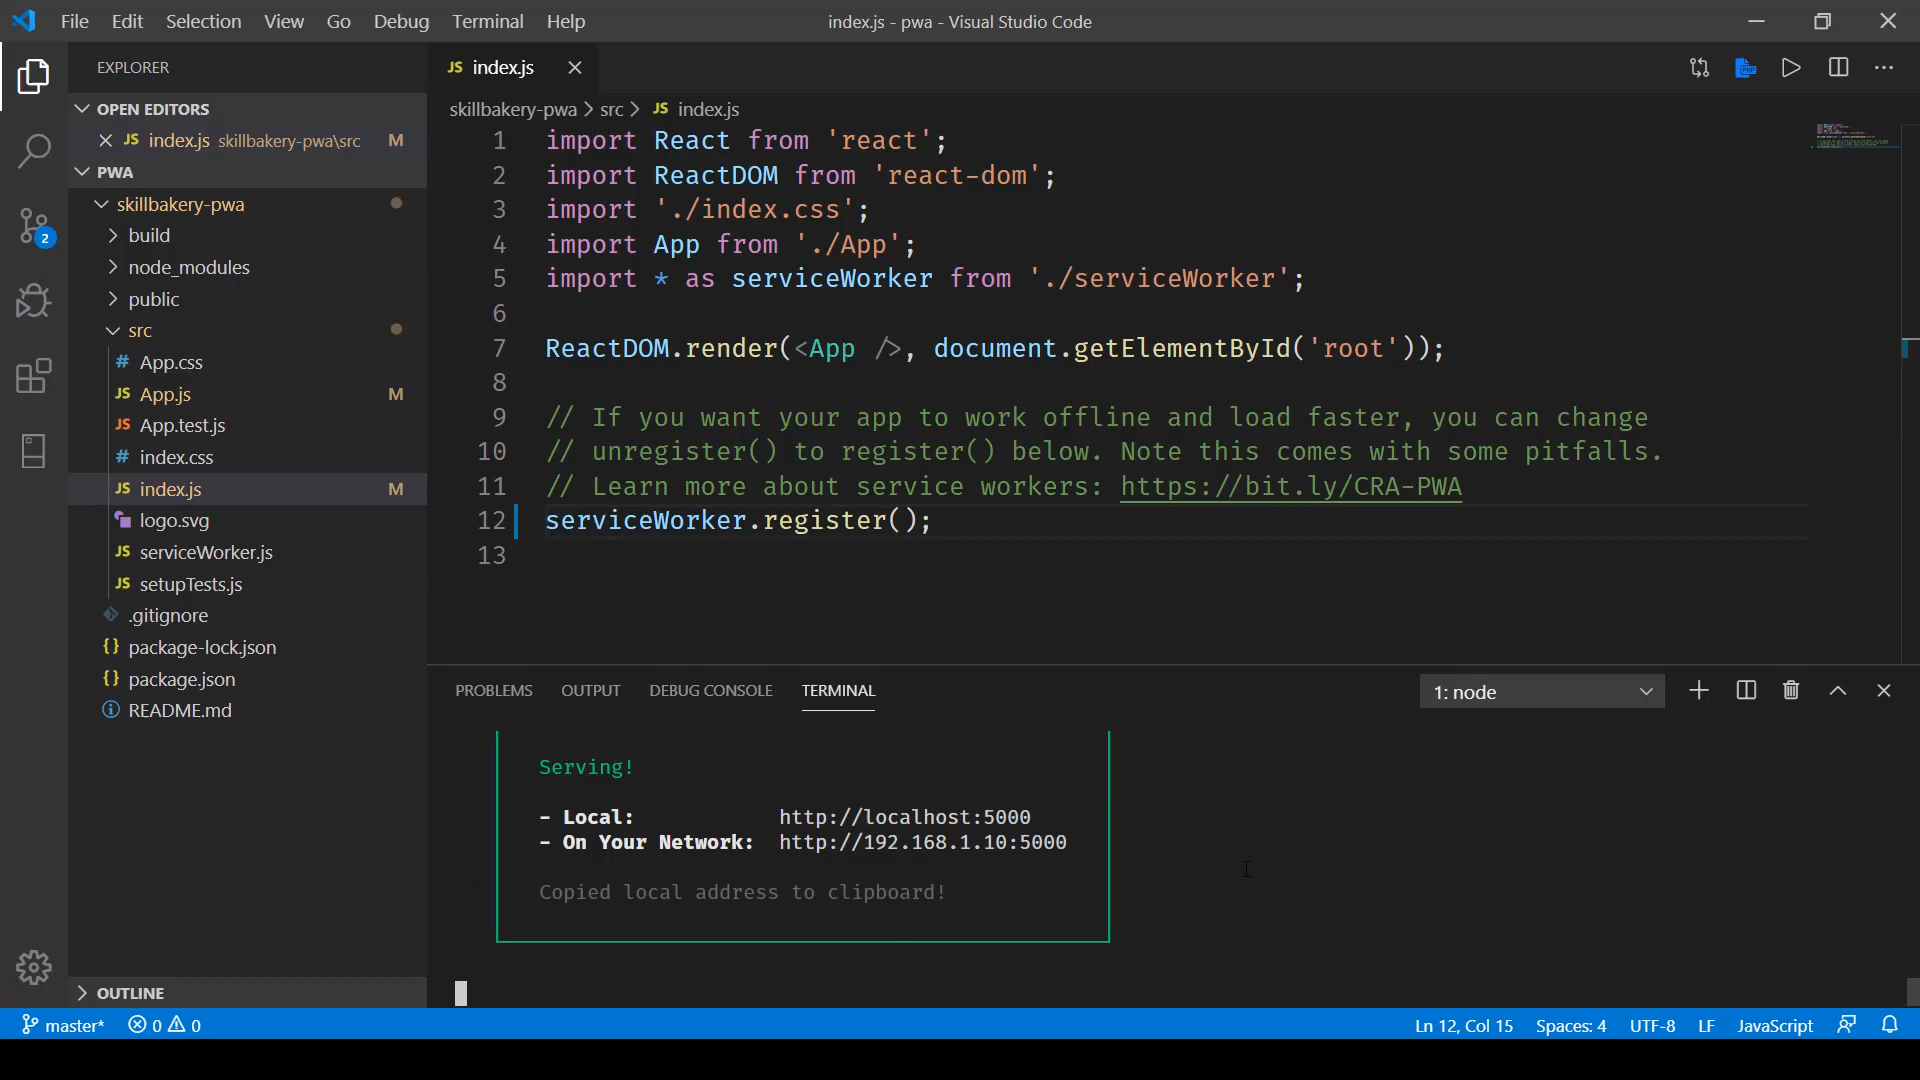 File Edit Selection View Go Debug Terminal Help
index.js - pwa - Visual Studio Code
EXPLORER
OPEN EDITORS
JS index.js skillbakery-pwa\src M
PWA
skillbakery-pwa
build
node_modules
public
src
# App.css
JS App.js M
JS App.test.js
# index.css
JS index.js M
logo.svg
JS serviceWorker.js
JS setupTests.js
.gitignore
{} package-lock.json
{} package.json
README.md
OUTLINE
2
JS index.js
skillbakery-pwa > src > JS index.js
1 import React from 'react';
2 import ReactDOM from 'react-dom';
3 import './index.css';
4 import App from './App';
5 import * as serviceWorker from './serviceWorker';
6
7 ReactDOM.render(<App />, document.getElementById('root'));
8
9 // If you want your app to work offline and load faster, you can change
10 // unregister() to register() below. Note this comes with some pitfalls.
11 // Learn more about service workers: https://bit.ly/CRA-PWA
12 serviceWorker.register();
13
PROBLEMS OUTPUT DEBUG CONSOLE TERMINAL
1: node
Serving!
- Local: http://localhost:5000
- On Your Network: http://192.168.1.10:5000
Copied local address to clipboard!
master* 0 0
Ln 12, Col 15 Spaces: 4 UTF-8 LF JavaScript